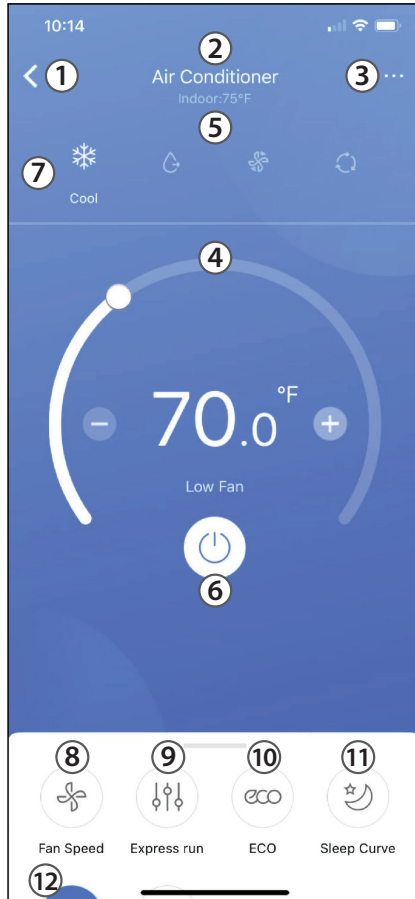 10:14
②
① Air Conditioner ③
Indoor:75°F
⑤
⑦
Cool
④
70.0 °F
Low Fan
⑥
⑧ ⑨ ⑩ ⑪
eco
Fan Speed Express run ECO Sleep Curve
⑫